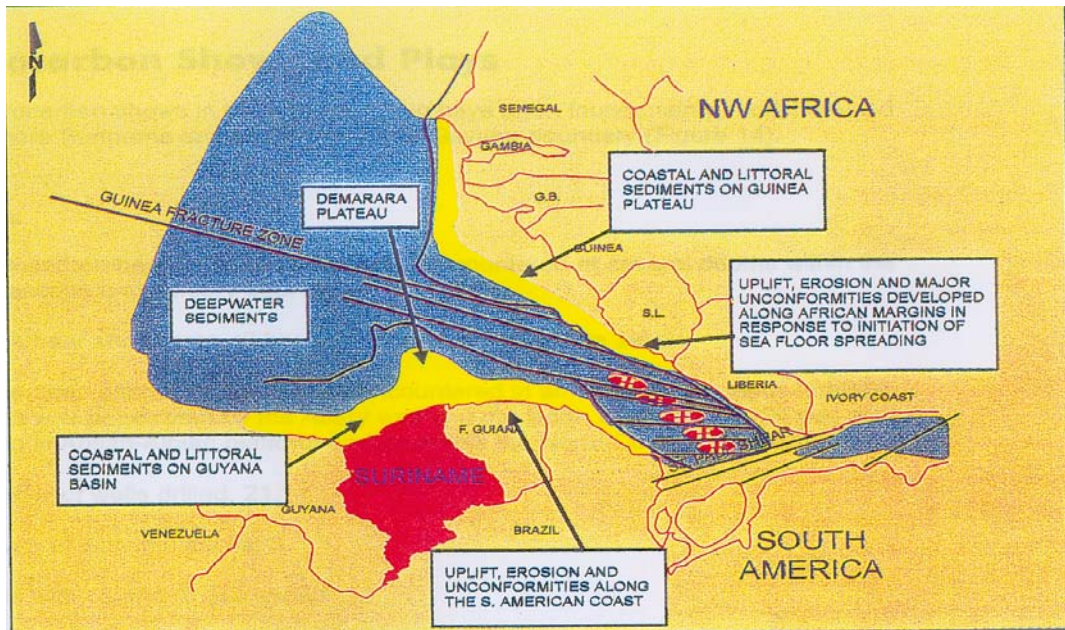 N
SENEGAL
NW AFRICA
GAMBIA
COASTAL AND LITTORAL
SEDIMENTS ON GUINEA
PLATEAU
DEMARARA
PLATEAU
G.B.
GUINEA FRACTURE ZONE
GUINEA
UPLIFT, EROSION AND MAJOR
UNCONFORMITIES DEVELOPED
ALONG AFRICAN MARGINS IN
RESPONSE TO INITIATION OF
SEA FLOOR SPREADING
DEEPWATER
SEDIMENTS
S.L.
LIBERIA
IVORY COAST
F. GUIANA
COASTAL AND LITTORAL
SEDIMENTS ON GUYANA
BASIN
SURINAME
GUYANA
VENEZUELA
BRAZIL
SOUTH
AMERICA
UPLIFT, EROSION AND
UNCONFORMITIES ALONG
THE S. AMERICAN COAST